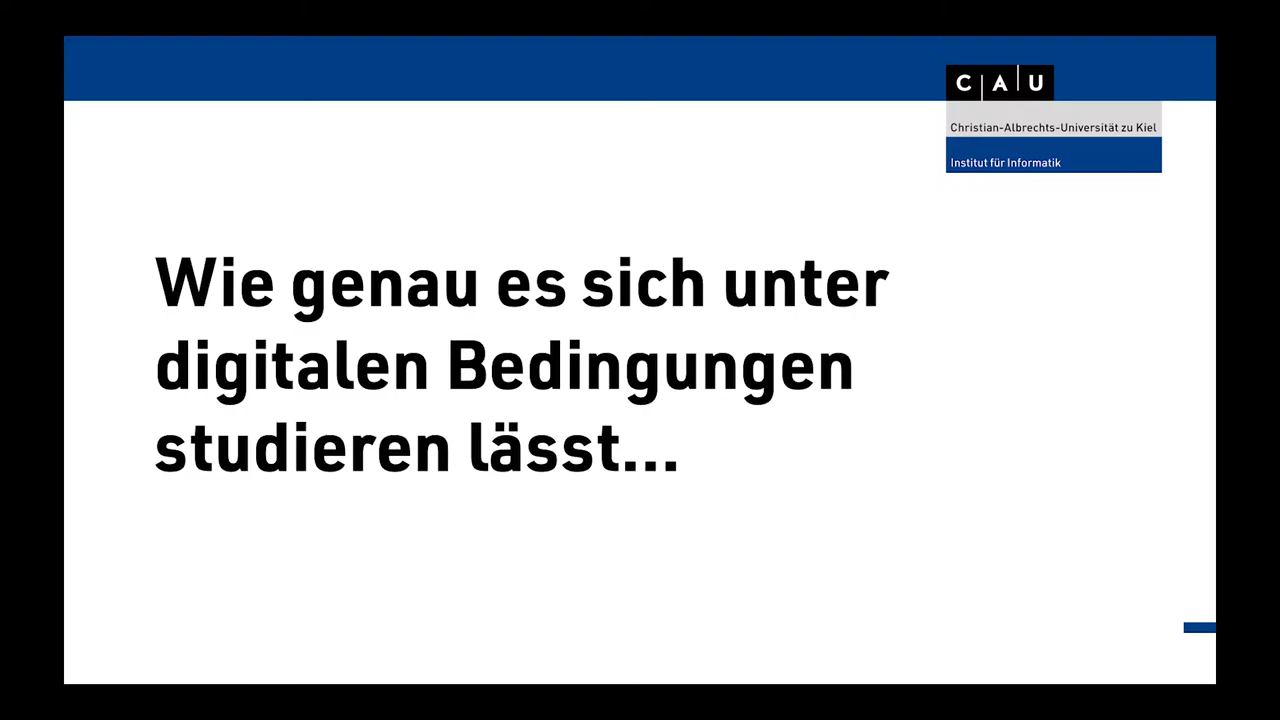 C A U
Christian-Albrechts-Universität zu Kiel
Institut für Informatik
Wie genau es sich unter
digitalen Bedingungen
studieren lässt...